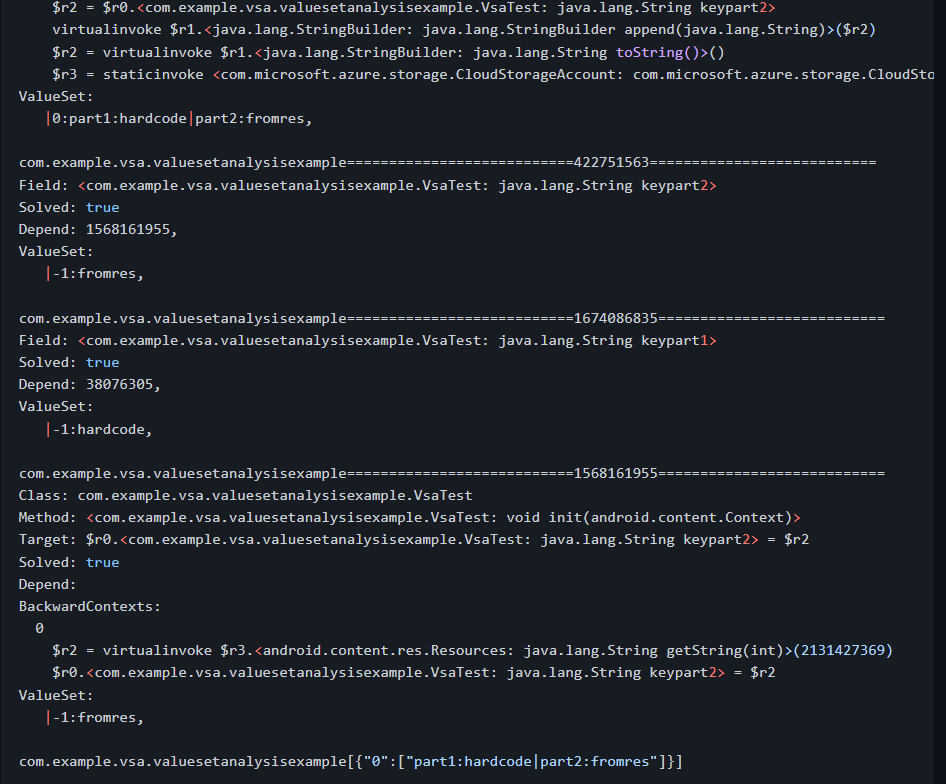 $r2 = $r0.<com.example.vsa.valuesetanalysisexample.VsaTest: java.lang.String keypart2>
virtualinvoke $r1.<java.lang.StringBuilder: java.lang.StringBuilder append(java.lang.String)>($r2)
$r2 = virtualinvoke $r1.<java.lang.StringBuilder: java.lang.String toString()>()
$r3 = staticinvoke <com.microsoft.azure.storage.CloudStorageAccount: com.microsoft.azure.storage.CloudSto
ValueSet:
|0:part1:hardcode|part2:fromres,
com.example.vsa.valuesetanalysisexample===========================422751563===========================
Field: <com.example.vsa.valuesetanalysisexample.VsaTest: java.lang.String keypart2>
Solved: true
Depend: 1568161955,
ValueSet:
|-1:fromres,
com.example.vsa.valuesetanalysisexample===========================1674086835===========================
Field: <com.example.vsa.valuesetanalysisexample.VsaTest: java.lang.String keypart1>
Solved: true
Depend: 38076305,
ValueSet:
|-1:hardcode,
com.example.vsa.valuesetanalysisexample===========================1568161955===========================
Class: com.example.vsa.valuesetanalysisexample.VsaTest
Method: <com.example.vsa.valuesetanalysisexample.VsaTest: void init(android.content.Context)>
Target: $r0.<com.example.vsa.valuesetanalysisexample.VsaTest: java.lang.String keypart2> = $r2
Solved: true
Depend:
BackwardContexts:
0
$r2 = virtualinvoke $r3.<android.content.res.Resources: java.lang.String getString(int)>(2131427369)
$r0.<com.example.vsa.valuesetanalysisexample.VsaTest: java.lang.String keypart2> = $r2
ValueSet:
|-1:fromres,
com.example.vsa.valuesetanalysisexample[{"0":["part1:hardcode|part2:fromres"]}]